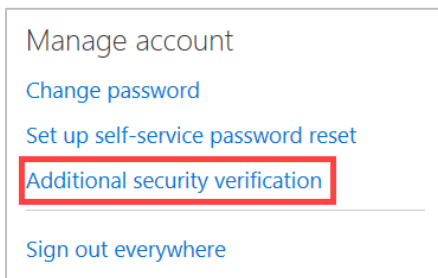 Manage account
Change password
Set up self-service password reset
Additional security verification
Sign out everywhere